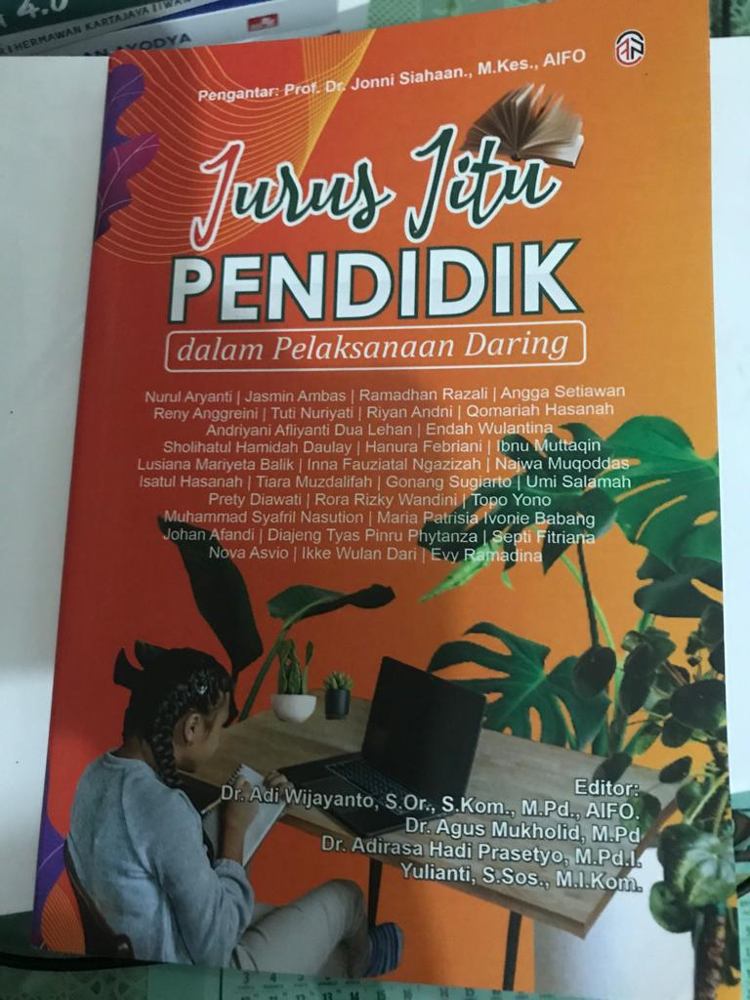 4.0
HERMAWAN KARTAJAYA
AYODYA
Pengantar: Prof. Dr. Jonni Siahaan., M.Kes., AIFO
Jurus Jitu
PENDIDIK
dalam Pelaksanaan Daring
Nurul Aryanti | Jasmin Ambas | Ramadhan Razali | Angga Setiawan
Reny Anggreini | Tuti Nuriyati | Riyan Andni | Qomariah Hasanah
Andriyani Afliyanti Dua Lehan | Endah Wulantina
Sholihatul Hamidah Daulay | Hanura Febriani | Ibnu Muttaqin
Lusiana Mariyeta Balik | Inna Fauziatal Ngazizah | Najwa Muqoddas
Isatul Hasanah | Tiara Muzdalifah | Gonang Sugiarto | Umi Salamah
Prety Diawati | Rora Rizky Wandini | Topo Yono
Muhammad Syafril Nasution | Maria Patrisia Ivonie Babang
Johan Afandi | Diajeng Tyas Pinru Phytanza | Septi Fitriana
Nova Asvio | Ikke Wulan Dari | Evy Ramadina
Editor:
Dr. Adi Wijayanto, S.Or., S.Kom., M.Pd., AIFO.
Dr. Agus Mukholid, M.Pd
Dr. Adirasa Hadi Prasetyo, M.Pd.I.
Yulianti, S.Sos., M.I.Kom.